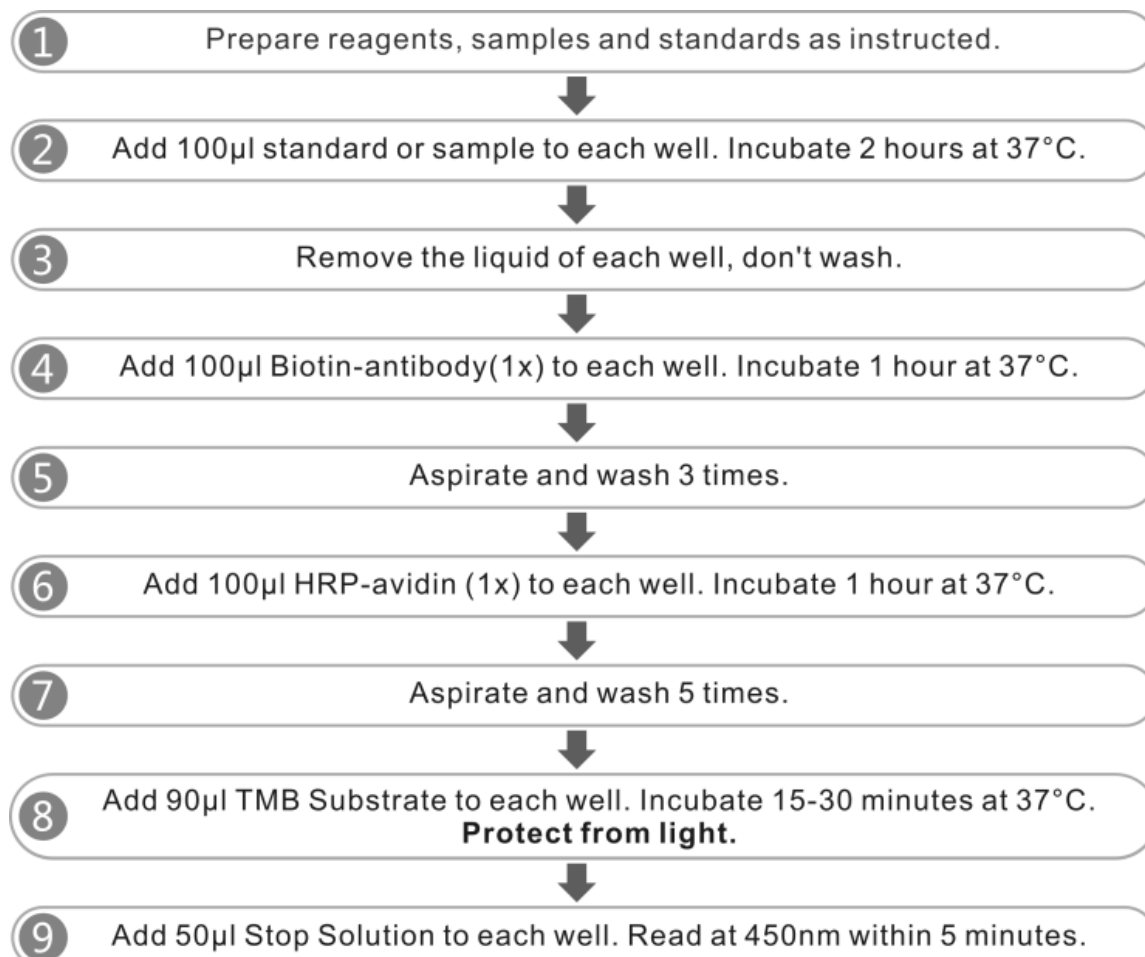 1 Prepare reagents, samples and standards as instructed.
2 Add 100μl standard or sample to each well. Incubate 2 hours at 37°C.
3 Remove the liquid of each well, don't wash.
4 Add 100μl Biotin-antibody(1x) to each well. Incubate 1 hour at 37°C.
5 Aspirate and wash 3 times.
6 Add 100μl HRP-avidin (1x) to each well. Incubate 1 hour at 37°C.
7 Aspirate and wash 5 times.
8 Add 90μl TMB Substrate to each well. Incubate 15-30 minutes at 37°C.
Protect from light.
9 Add 50μl Stop Solution to each well. Read at 450nm within 5 minutes.